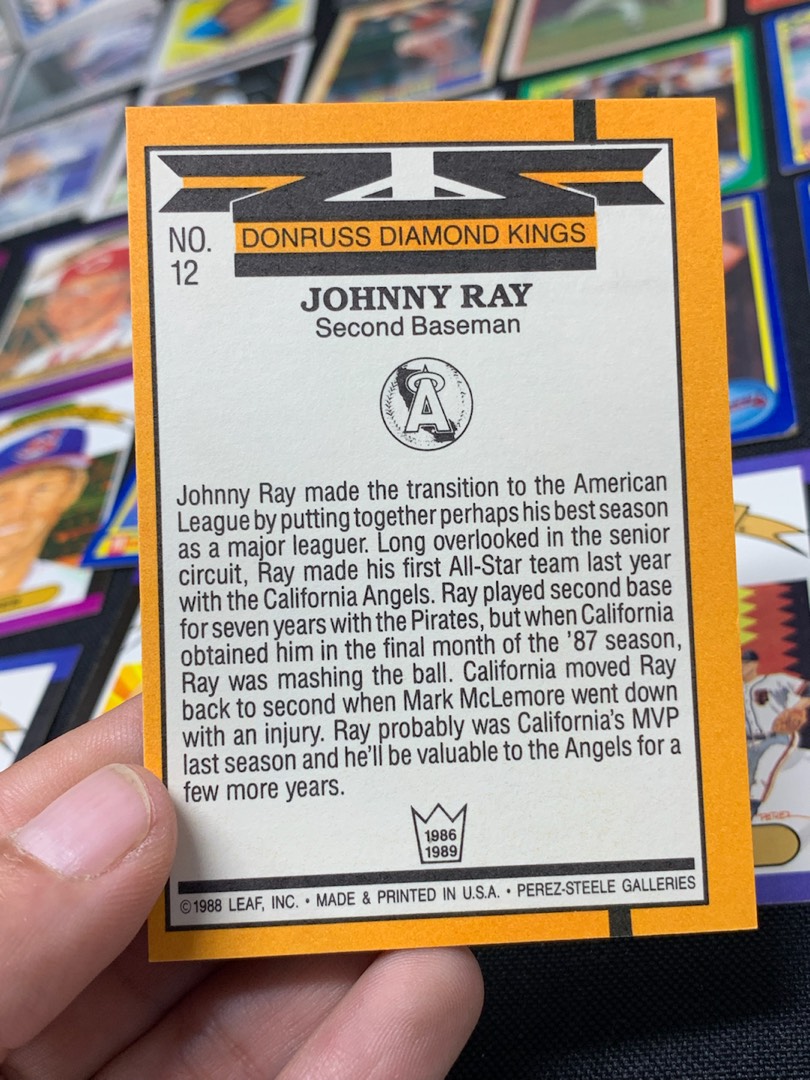 NO.
12
DONRUSS DIAMOND KINGS
JOHNNY RAY
Second Baseman
A
Johnny Ray made the transition to the American
League by putting together perhaps his best season
as a major leaguer. Long overlooked in the senior
circuit, Ray made his first All-Star team last year
with the California Angels. Ray played second base
for seven years with the Pirates, but when California
obtained him in the final month of the '87 season,
Ray was mashing the ball. California moved Ray
back to second when Mark McLemore went down
with an injury. Ray probably was California's MVP
last season and he'll be valuable to the Angels for a
few more years.
1986
1989
©1988 LEAF, INC. • MADE & PRINTED IN U.S.A. • PEREZ-STEELE GALLERIES